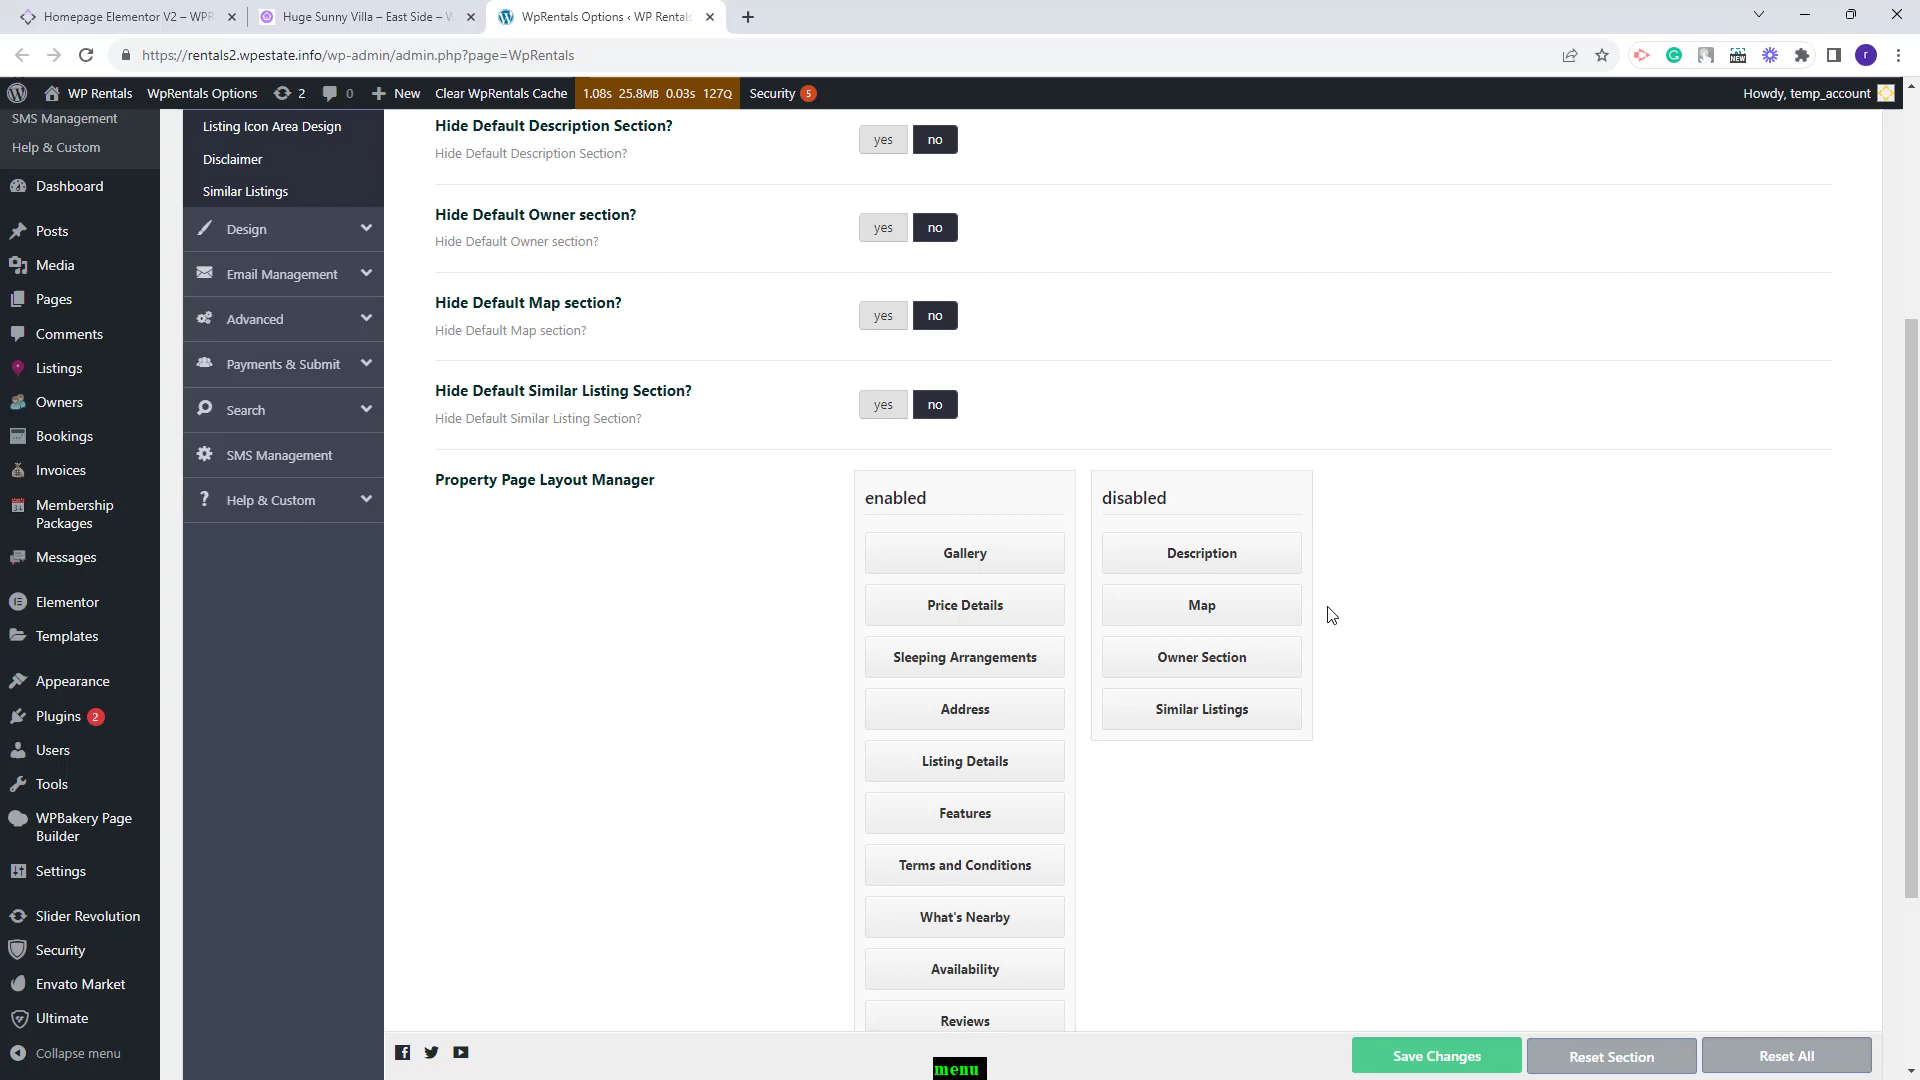 Homepage Elementor V2 – WPR
Huge Sunny Villa – East Side – W
WpRentals Options ‹ WP Rentals
https://rentals2.wpestate.info/wp-admin/admin.php?page=WpRentals
NEW
r
WP Rentals
WpRentals Options
2
0
New
Clear WpRentals Cache
1.08s 25.8MB 0.03s 127Q
Security 5
Howdy, temp_account
SMS Management
Help & Custom
Dashboard
Posts
Media
Pages
Comments
Listings
Owners
Bookings
Invoices
Membership
Packages
Messages
Elementor
Templates
Appearance
Plugins 2
Users
Tools
WPBakery Page
Builder
Settings
Slider Revolution
Security
Envato Market
Ultimate
Collapse menu
Listing Icon Area Design
Disclaimer
Similar Listings
Design
Email Management
Advanced
Payments & Submit
Search
SMS Management
? Help & Custom
Hide Default Description Section?
Hide Default Description Section?
yes no
Hide Default Owner section?
Hide Default Owner section?
yes no
Hide Default Map section?
Hide Default Map section?
yes no
Hide Default Similar Listing Section?
Hide Default Similar Listing Section?
yes no
Property Page Layout Manager
enabled
Gallery
Price Details
Sleeping Arrangements
Address
Listing Details
Features
Terms and Conditions
What's Nearby
Availability
Reviews
disabled
Description
Map
Owner Section
Similar Listings
menu
Save Changes
Reset Section
Reset All